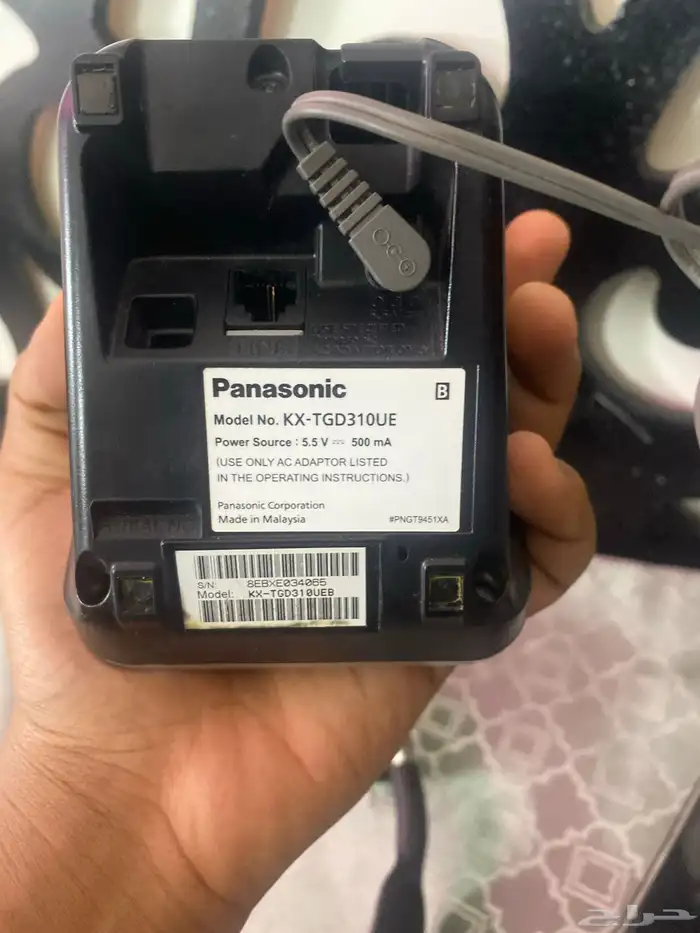 Panasonic
B
Model No. KX-TGD310UE
Power Source : 5.5 V ⎓ 500 mA
(USE ONLY AC ADAPTOR LISTED
IN THE OPERATING INSTRUCTIONS.)
Panasonic Corporation
Made in Malaysia
#PNGT9451XA
S/N: 8EBXE034065
Model: KX-TGD310UEB
حراج